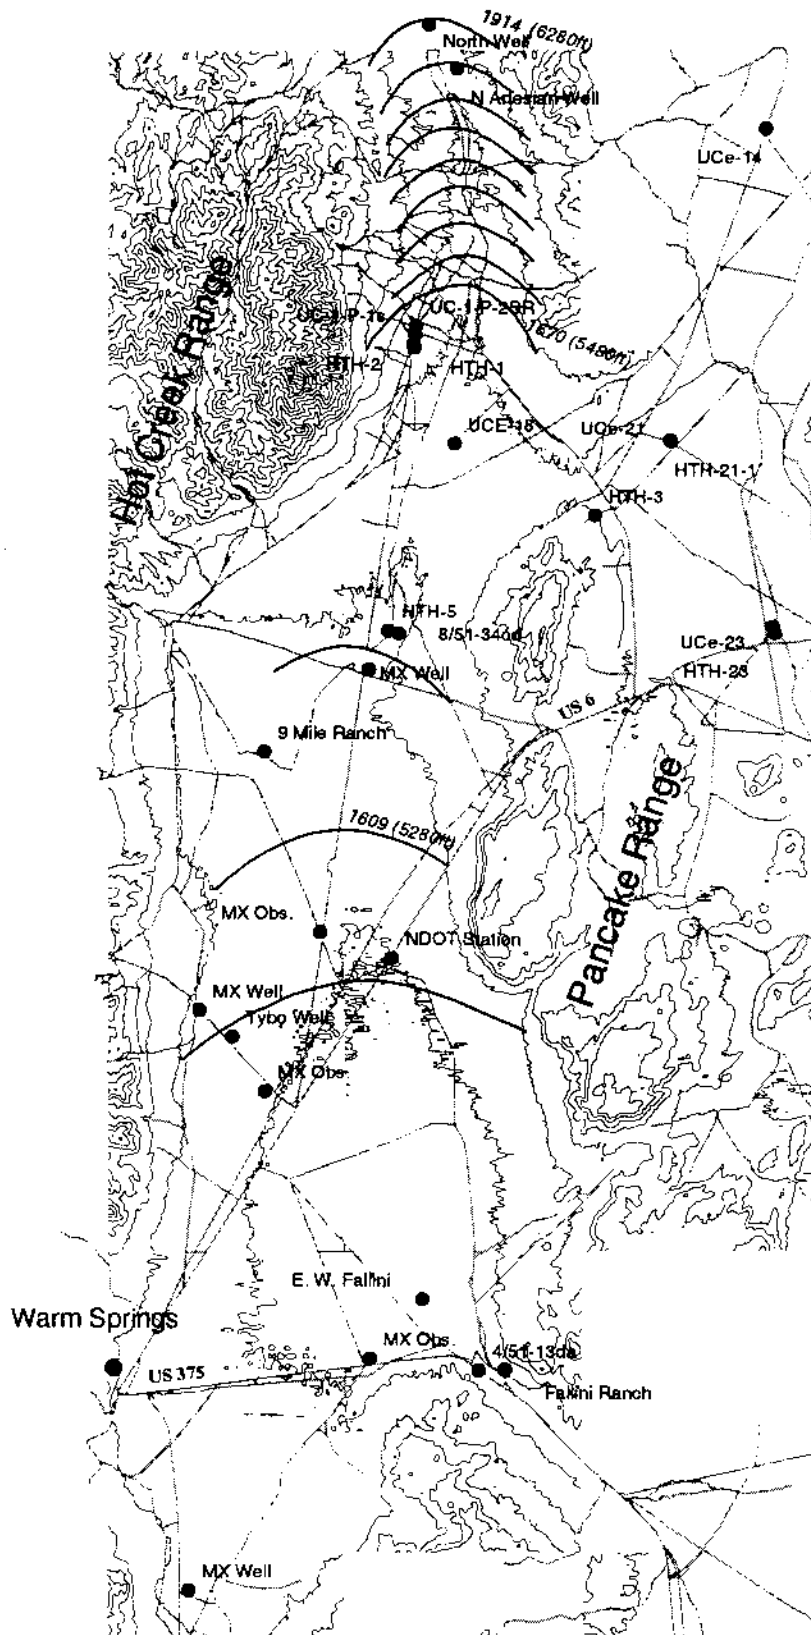 1914 (6280ft)
North Well
N Artesian Well
UCe-14
UC-1-P-1s
UC-1-P-2SR
1670 (5480ft)
HTH-2
HTH-1
Hot Creek Range
UCE-18
UCe-21
HTH-21-1
HTH-3
HTH-5
8/51-34dd
UCe-23
HTH-23
MX Well
US 6
9 Mile Ranch
Pancake Range
1609 (5280ft)
MX Obs.
NDOT Station
MX Well
Tybo Well
MX Obs
E. W. Fallini
Warm Springs
MX Obs
4/51-13da
US 375
Fallini Ranch
MX Well